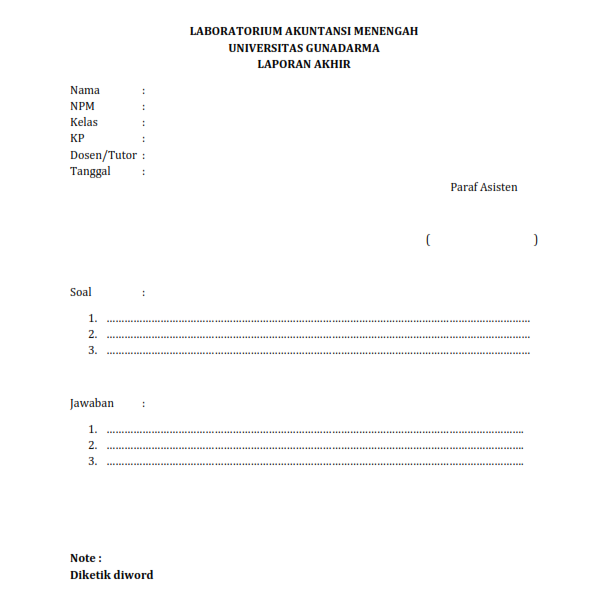 LABORATORIUM AKUNTANSI MENENGAH
UNIVERSITAS GUNADARMA
LAPORAN AKHIR
Nama :
NPM :
Kelas :
KP :
Dosen/Tutor :
Tanggal :
Paraf Asisten
( )
Soal :
1. ....................................................................................................
2. ....................................................................................................
3. ....................................................................................................
Jawaban :
1. ....................................................................................................
2. ....................................................................................................
3. ....................................................................................................
Note :
Diketik diword